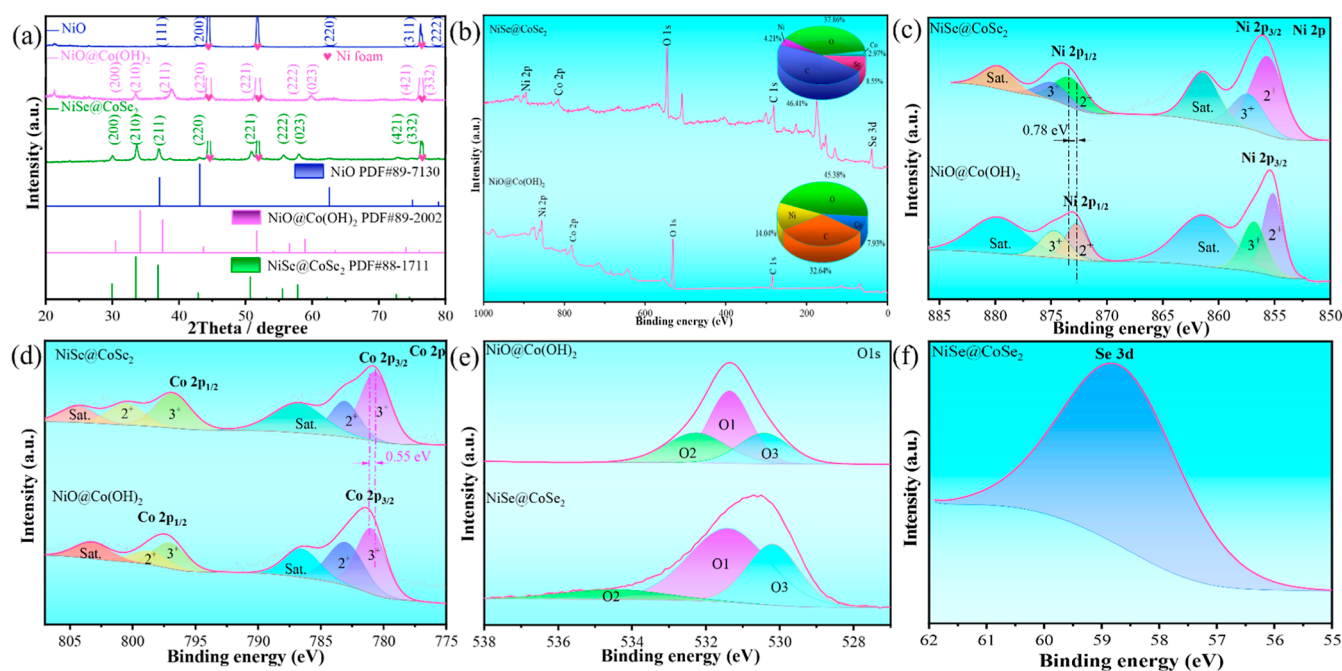 (a)
NiO
(111)
(200)
(220)
(311)
(222)
Ni foam
NiO@Co(OH)2
(200)
(210)
(211)
(220)
(221)
(222)
(023)
(421)
(332)
NiSe@CoSe2
(200)
(210)
(211)
(220)
(221)
(222)
(023)
(421)
(332)
NiO PDF#89-7130
NiO@Co(OH)2 PDF#89-2002
NiSe@CoSe2 PDF#88-1711
Intensity (a.u.)
20 30 40 50 60 70 80
2Theta / degree
(b)
NiSe@CoSe2
Ni 2p
Co 2p
O 1s
C 1s
Se 3d
37.86%
Ni
4.21%
O
Co
2.97%
Se
8.55%
C
46.41%
NiO@Co(OH)2
Ni 2p
Co 2p
O 1s
C 1s
45.38%
O
Ni
14.04%
Co
7.93%
C
32.64%
Intensity (a.u.)
1000 800 600 400 200 0
Binding energy (eV)
(c)
NiSe@CoSe2
Ni 2p3/2
Ni 2p
Ni 2p1/2
Sat.
3+
2+
Sat.
3+
2+
0.78 eV
NiO@Co(OH)2
Ni 2p3/2
Ni 2p1/2
Sat.
3+
2+
Sat.
3+
2+
Intensity (a.u.)
885 880 875 870 865 860 855 850
Binding energy (eV)
(d)
NiSe@CoSe2
Co 2p
Co 2p3/2
Co 2p1/2
Sat.
2+
3+
Sat.
2+
3+
0.55 eV
NiO@Co(OH)2
Co 2p3/2
Co 2p1/2
Sat.
2+
3+
Sat.
2+
3+
Intensity (a.u.)
805 800 795 790 785 780 775
Binding energy (eV)
(e)
NiO@Co(OH)2
O1s
O1
O2
O3
NiSe@CoSe2
O1
O2
O3
Intensity (a.u.)
538 536 534 532 530 528
Binding energy (eV)
(f)
NiSe@CoSe2
Se 3d
Intensity (a.u.)
62 61 60 59 58 57 56 55
Binding energy (eV)